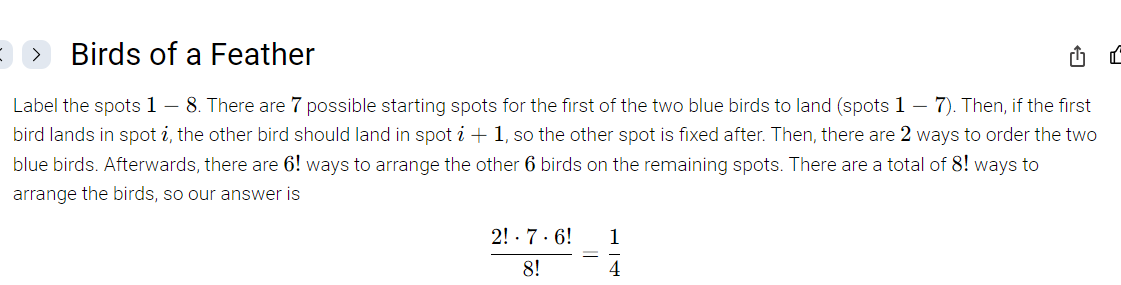 Birds of a Feather
Label the spots 1 – 8. There are 7 possible starting spots for the first of the two blue birds to land (spots 1 – 7). Then, if the first
bird lands in spot i, the other bird should land in spot i + 1, so the other spot is fixed after. Then, there are 2 ways to order the two
blue birds. Afterwards, there are 6! ways to arrange the other 6 birds on the remaining spots. There are a total of 8! ways to
arrange the birds, so our answer is
2! · 7 · 6! / 8! = 1 / 4